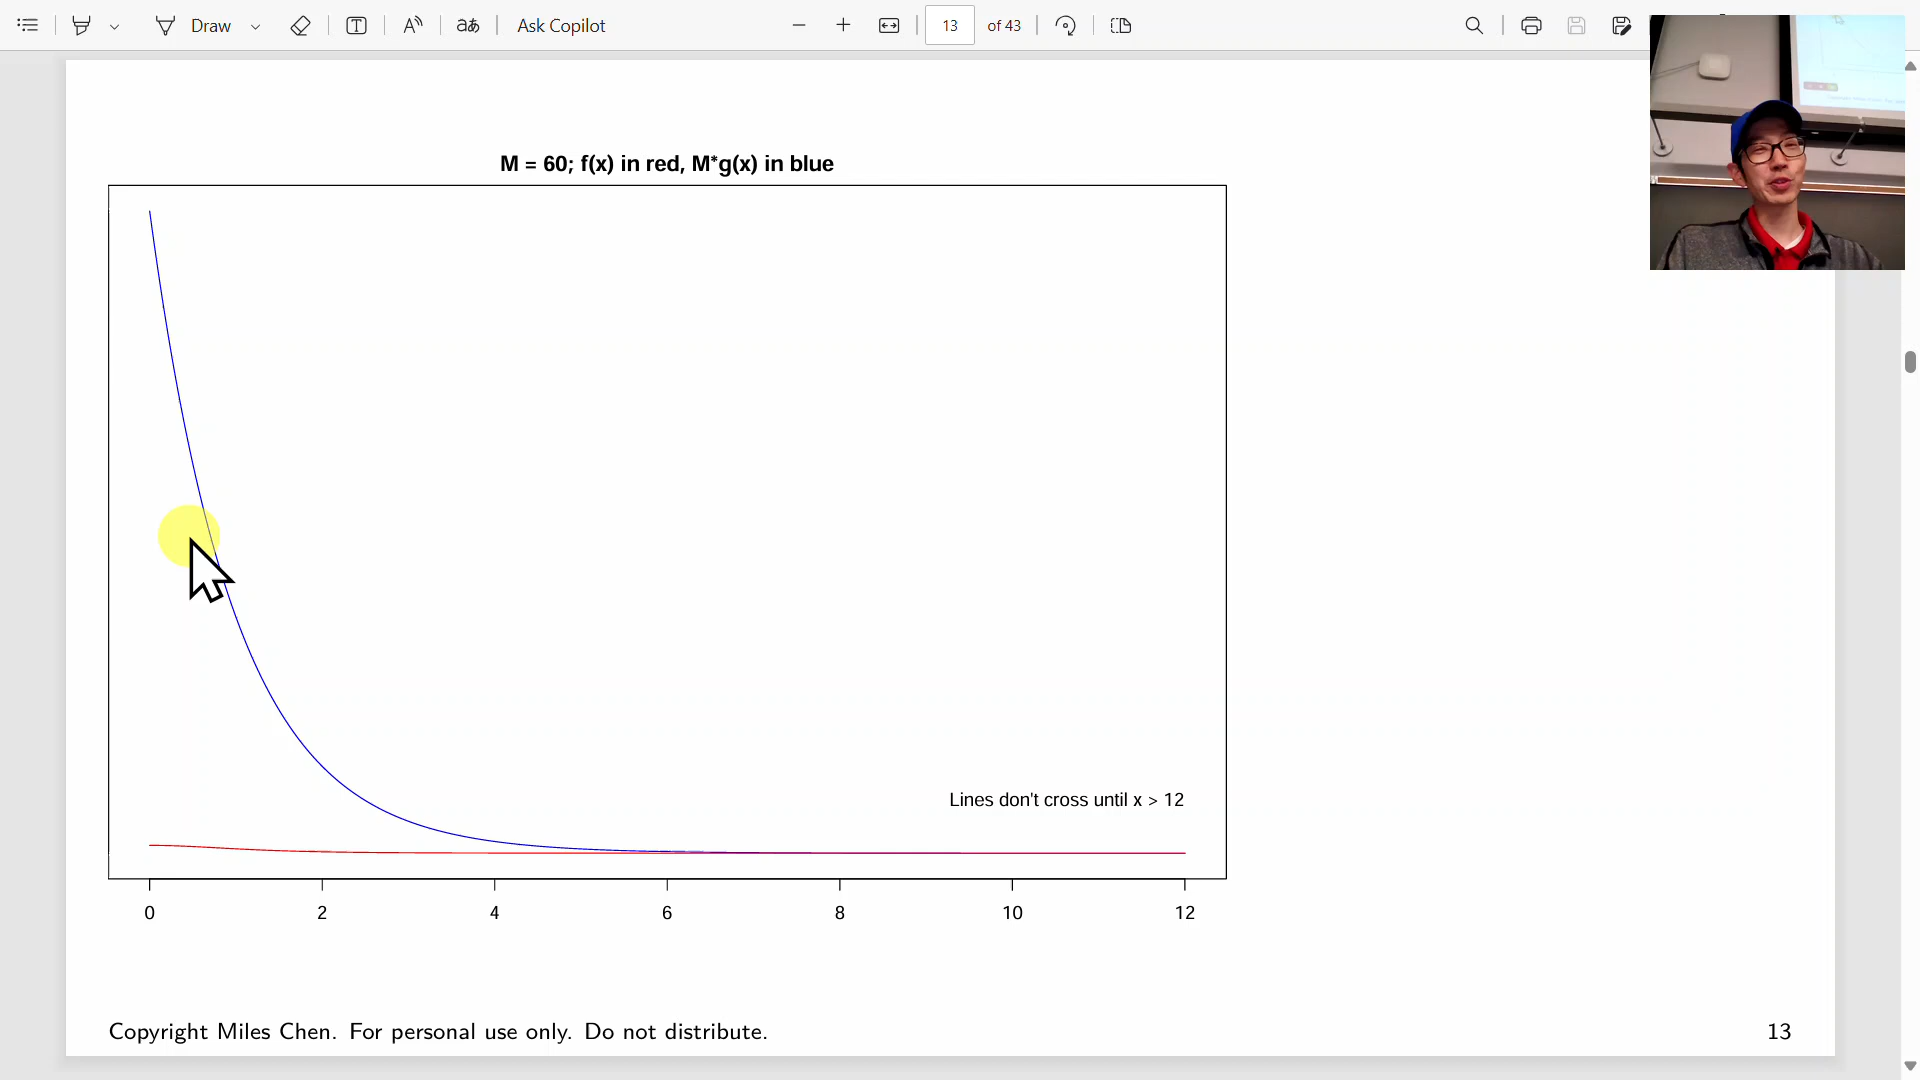 Draw
Ask Copilot
13
of 43
M = 60; f(x) in red, M*g(x) in blue
Lines don't cross until x > 12
0 2 4 6 8 10 12
Copyright Miles Chen. For personal use only. Do not distribute.
13